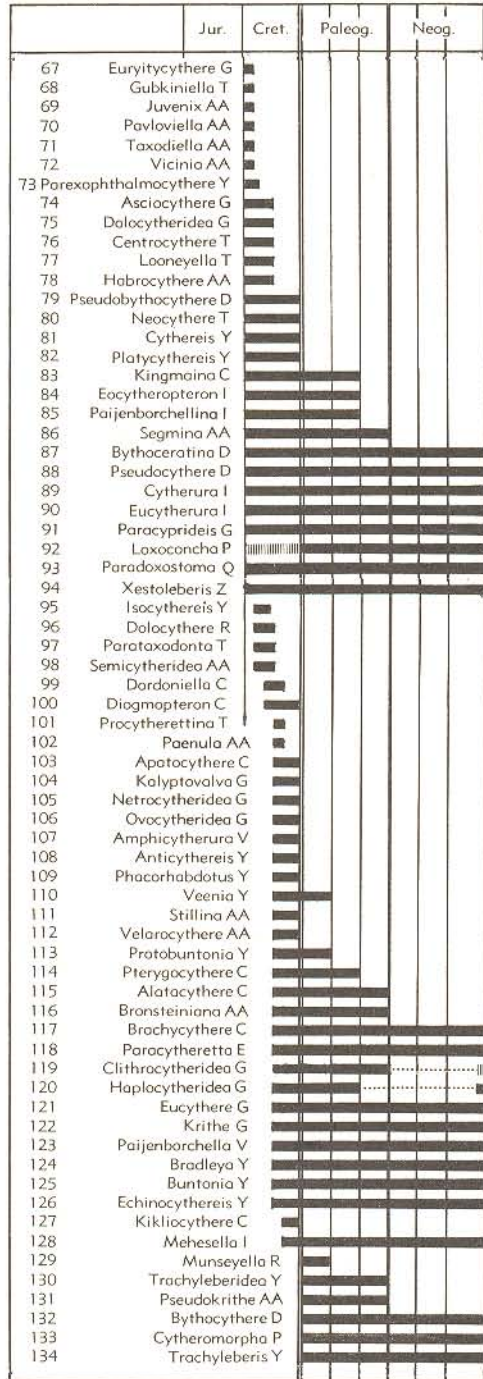 Jur. Cret. Paleog. Neog.
67 Euryitycythere G
68 Gubkiniella T
69 Juvenix AA
70 Pavloviella AA
71 Taxodiella AA
72 Vicinia AA
73 Parexophthalmocythere Y
74 Asciocythere G
75 Dolocytheridea G
76 Centrocythere T
77 Looneyella T
78 Habrocythere AA
79 Pseudobythocythere D
80 Neocythere T
81 Cythereis Y
82 Platycythereis Y
83 Kingmaina C
84 Eocytheropteron I
85 Paijenborchellina I
86 Segmina AA
87 Bythoceratina D
88 Pseudocythere D
89 Cytherura I
90 Eucytherura I
91 Paracyprideis G
92 Loxoconcha P
93 Paradoxostoma Q
94 Xestoleberis Z
95 Isocythereis Y
96 Dolocythere R
97 Parataxodonta T
98 Semicytheridea AA
99 Dordoniella C
100 Diogmopteron C
101 Procytherettina T
102 Paenula AA
103 Apatocythere C
104 Kalyptovalva G
105 Netrocytheridea G
106 Ovocytheridea G
107 Amphicytherura V
108 Anticythereis Y
109 Phacorhabdotus Y
110 Veenia Y
111 Stillina AA
112 Velarocythere AA
113 Protobuntonia Y
114 Pterygocythere C
115 Alatacythere C
116 Bronsteiniana AA
117 Brachycythere C
118 Paracytheretta E
119 Clithrocytheridea G
120 Haplocytheridea G
121 Eucythere G
122 Krithe G
123 Paijenborchella V
124 Bradleya Y
125 Buntonia Y
126 Echinocythereis Y
127 Kikliocythere C
128 Mehesella I
129 Munseyella R
130 Trachyleberidea Y
131 Pseudokrithe AA
132 Bythocythere D
133 Cytheromorpha P
134 Trachyleberis Y